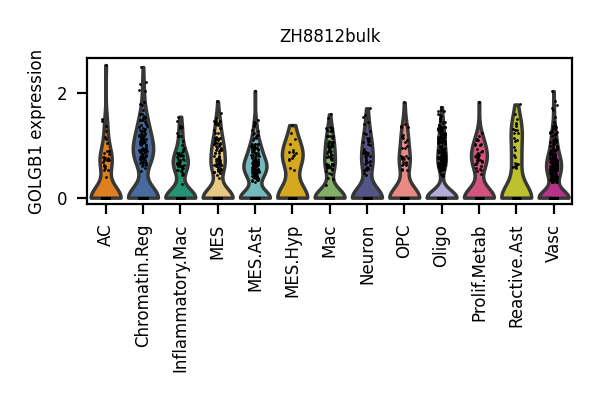 ZH8812bulk
GOLGB1 expression
2
0
AC
Chromatin.Reg
Inflammatory.Mac
MES
MES.Ast
MES.Hyp
Mac
Neuron
OPC
Oligo
Prolif.Metab
Reactive.Ast
Vasc